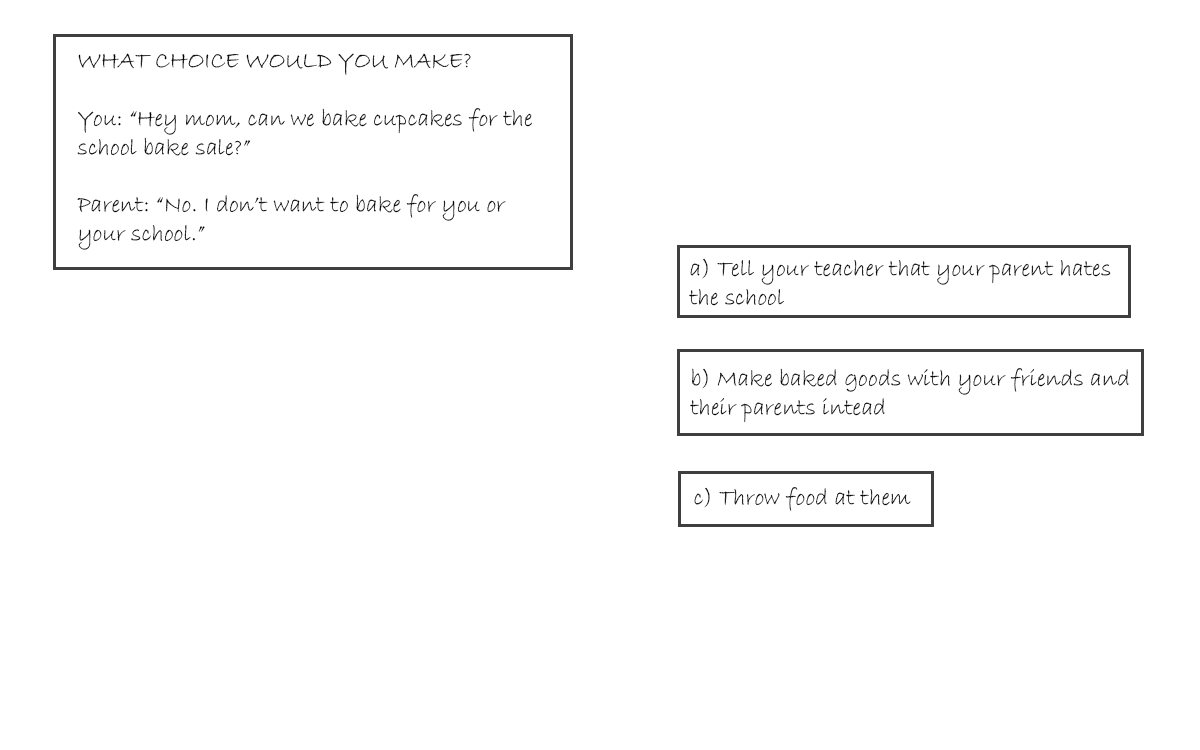 WHAT CHOICE WOULD YOU MAKE?
You: “Hey mom, can we bake cupcakes for the
school bake sale?”
Parent: “No. I don’t want to bake for you or
your school.”
a) Tell your teacher that your parent hates
the school
b) Make baked goods with your friends and
their parents intead
c) Throw food at them